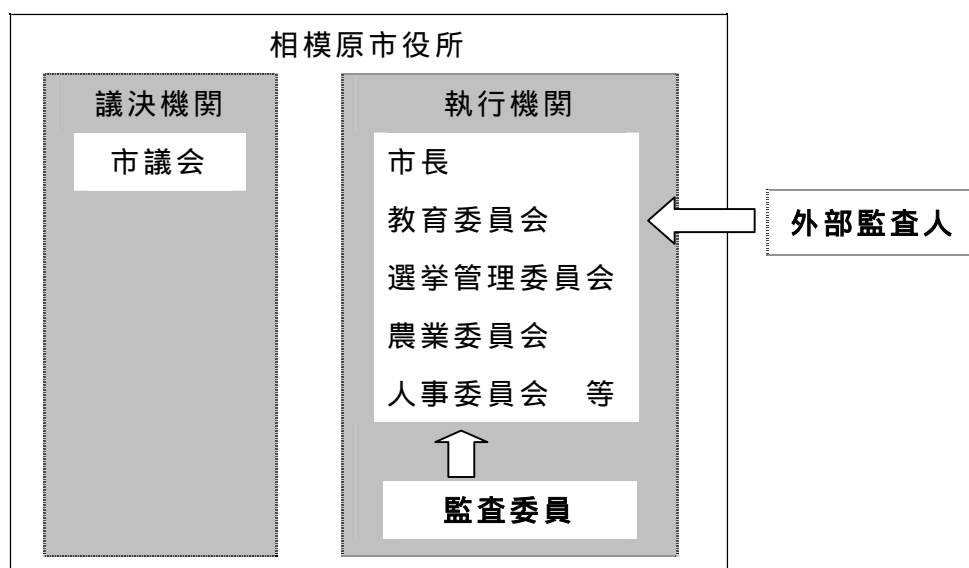 相模原市役所
議決機関
市議会
執行機関
市長
教育委員会
選挙管理委員会
農業委員会
人事委員会　等
監査委員
外部監査人